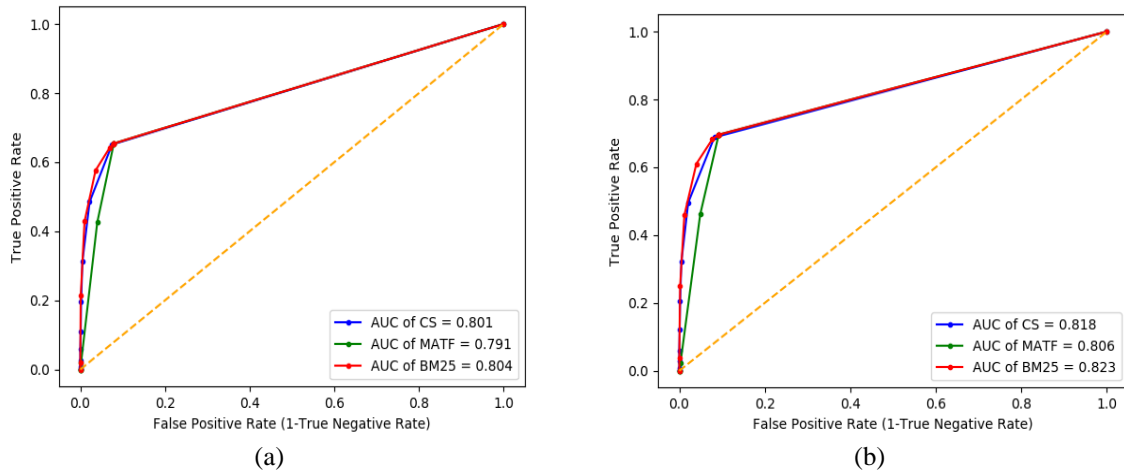 1.0
0.8
0.6
0.4
0.2
0.0
True Positive Rate
AUC of CS = 0.801
AUC of MATF = 0.791
AUC of BM25 = 0.804
0.0 0.2 0.4 0.6 0.8 1.0
False Positive Rate (1-True Negative Rate)
(a)
1.0
0.8
0.6
0.4
0.2
0.0
True Positive Rate
AUC of CS = 0.818
AUC of MATF = 0.806
AUC of BM25 = 0.823
0.0 0.2 0.4 0.6 0.8 1.0
False Positive Rate (1-True Negative Rate)
(b)